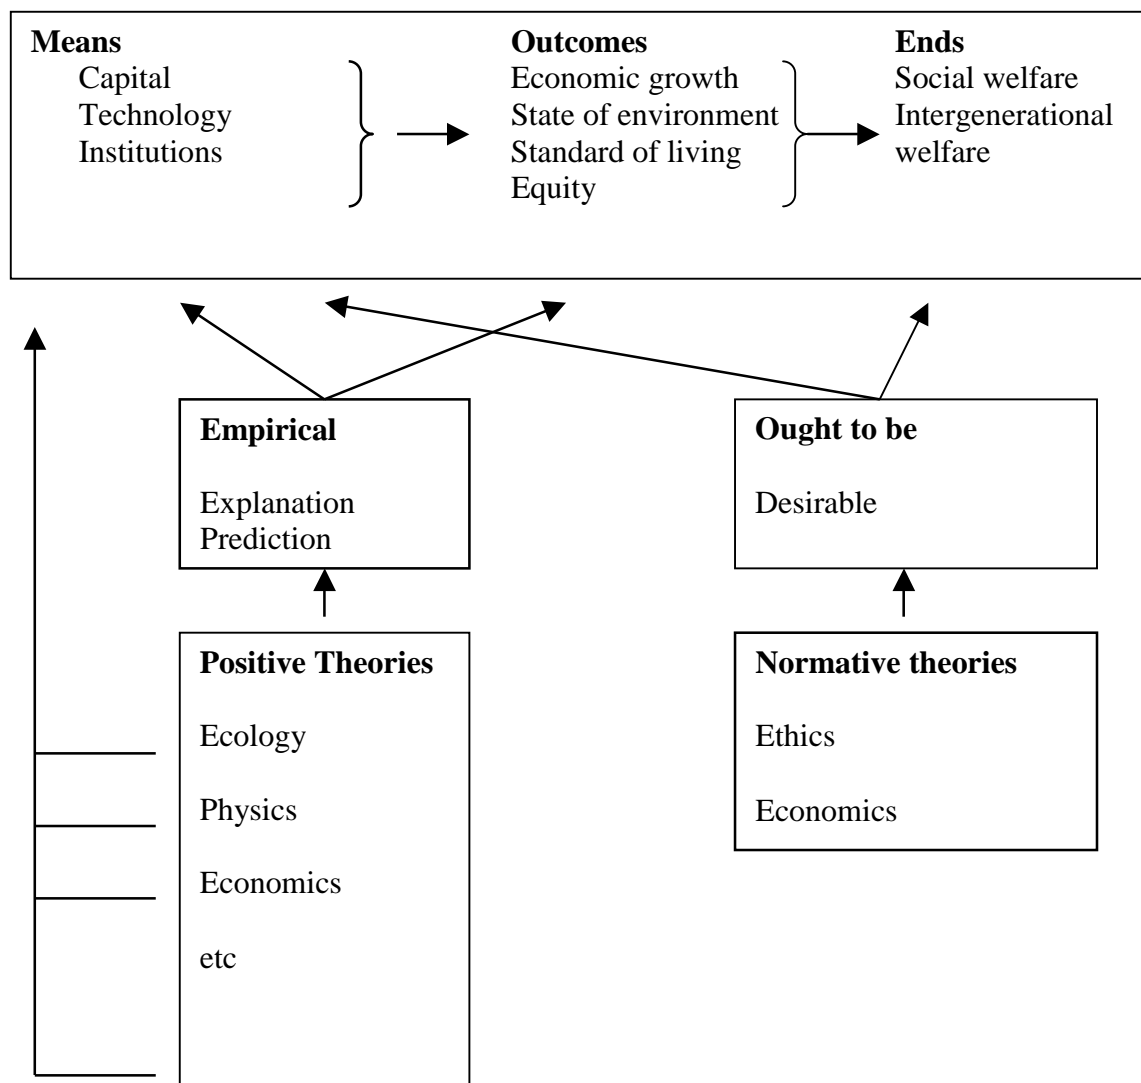 Means
Capital
Technology
Institutions
Outcomes
Economic growth
State of environment
Standard of living
Equity
Ends
Social welfare
Intergenerational
welfare
Empirical
Explanation
Prediction
Ought to be
Desirable
Positive Theories
Ecology
Physics
Economics
etc
Normative theories
Ethics
Economics